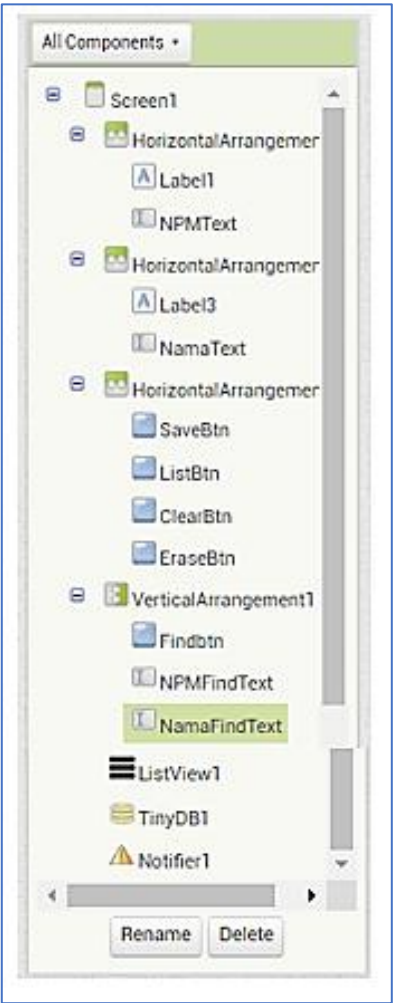 All Components
Screen1
HorizontalArrangemer
A Label1
NPMText
HorizontalArrangemer
A Label3
NamaText
HorizontalArrangemer
SaveBtn
ListBtn
ClearBtn
EraseBtn
VerticalArrangement1
Findbtn
NPMFindText
NamaFindText
ListView1
TinyDB1
Notifier1
Rename Delete